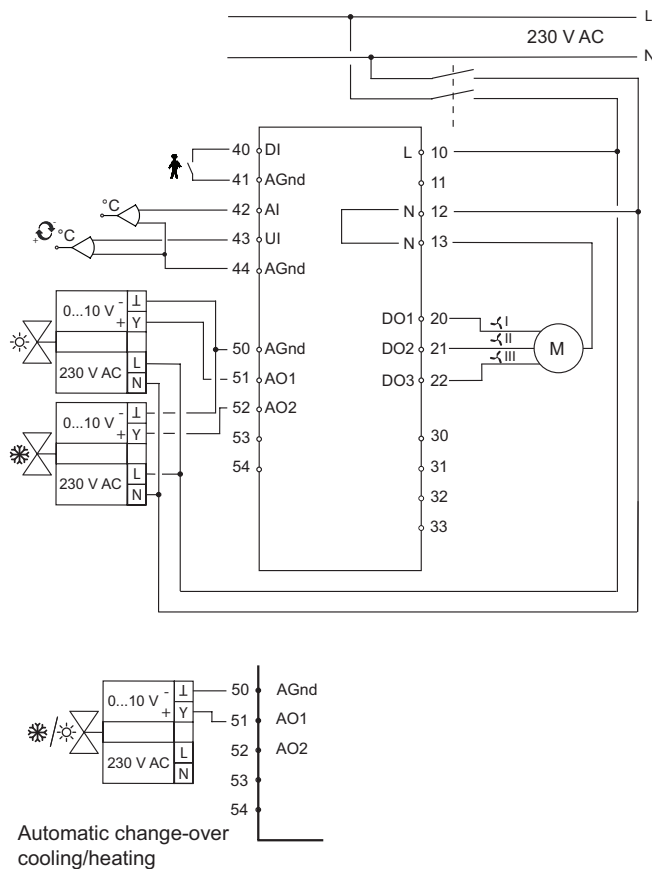 L
230 V AC
N
40 DI
41 AGnd
°C
42 AI
+ - °C
43 UI
44 AGnd
L 10
11
N 12
N 13
0...10 V - ⊥
+ Y
230 V AC L
N
50 AGnd
51 AO1
52 AO2
53
54
0...10 V - ⊥
+ Y
230 V AC L
N
DO1 20 I
DO2 21 II
DO3 22 III
M
30
31
32
33
0...10 V - ⊥
+ Y
230 V AC L
N
50 AGnd
51 AO1
52 AO2
53
54
/
Automatic change-over
cooling/heating